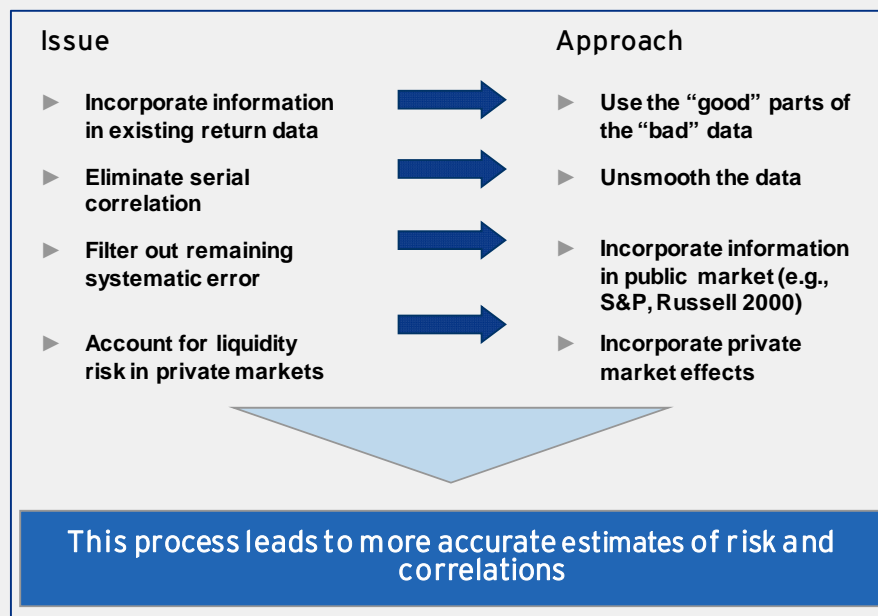 Issue
Approach
Incorporate information
in existing return data
Use the “good” parts of
the “bad” data
Eliminate serial
correlation
Unsmooth the data
Filter out remaining
systematic error
Incorporate information
in public market (e.g.,
S&P, Russell 2000)
Account for liquidity
risk in private markets
Incorporate private
market effects
This process leads to more accurate estimates of risk and
correlations